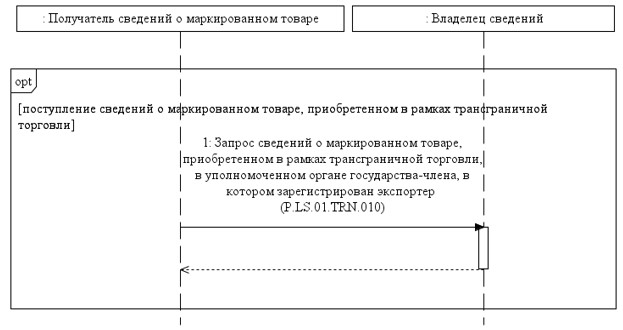 : Получатель сведений о маркированном товаре
: Владелец сведений
opt
[поступление сведений о маркированном товаре, приобретенном в рамках трансграничной
торговли]
1: Запрос сведений о маркированном товаре,
приобретенном в рамках трансграничной торговли,
в уполномоченном органе государства-члена, в
котором зарегистрирован экспортер
(P.LS.01.TRN.010)